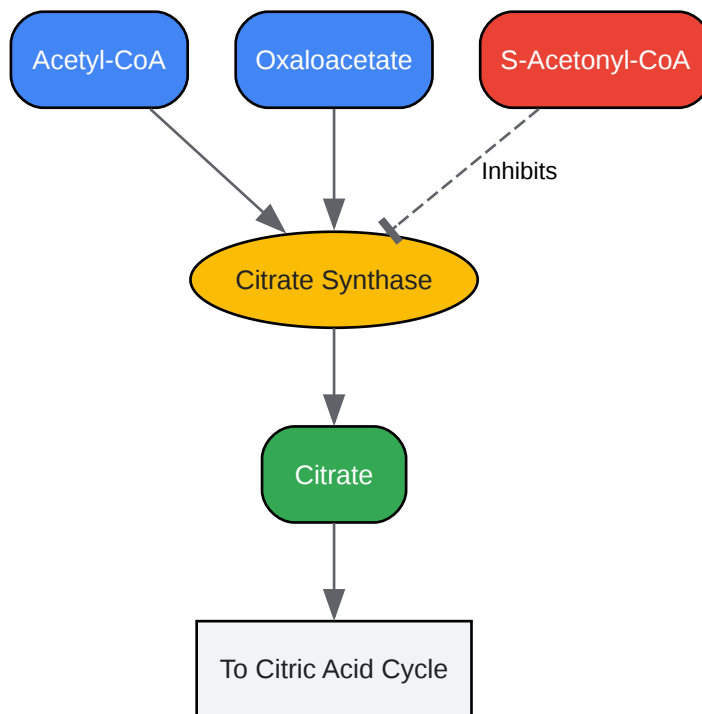 Acetyl-CoA
Oxaloacetate
S-Acetonyl-CoA
Inhibits
Citrate Synthase
Citrate
To Citric Acid Cycle